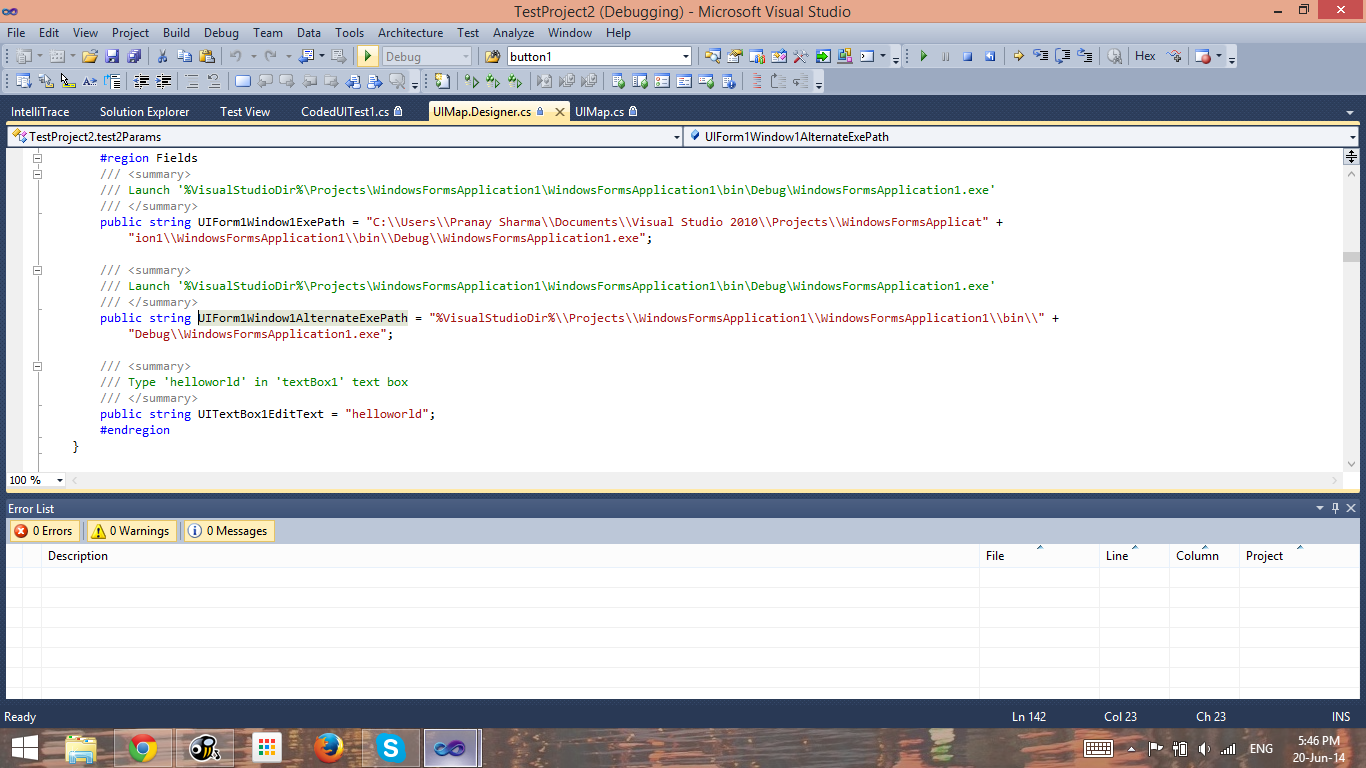 TestProject2 (Debugging) - Microsoft Visual Studio
File Edit View Project Build Debug Team Data Tools Architecture Test Analyze Window Help
Debug button1 Hex
IntelliTrace Solution Explorer Test View CodedUITest1.cs UIMap.Designer.cs UIMap.cs
TestProject2.test2Params UIForm1Window1AlternateExePath
#region Fields
/// <summary>
/// Launch '%VisualStudioDir%\Projects\WindowsFormsApplication1\WindowsFormsApplication1\bin\Debug\WindowsFormsApplication1.exe'
/// </summary>
public string UIForm1Window1ExePath = "C:\\Users\\Pranay Sharma\\Documents\\Visual Studio 2010\\Projects\\WindowsFormsApplicat" +
"ion1\\WindowsFormsApplication1\\bin\\Debug\\WindowsFormsApplication1.exe";
/// <summary>
/// Launch '%VisualStudioDir%\Projects\WindowsFormsApplication1\WindowsFormsApplication1\bin\Debug\WindowsFormsApplication1.exe'
/// </summary>
public string UIForm1Window1AlternateExePath = "%VisualStudioDir%\\Projects\\WindowsFormsApplication1\\WindowsFormsApplication1\\bin\\" +
"Debug\\WindowsFormsApplication1.exe";
/// <summary>
/// Type 'helloworld' in 'textBox1' text box
/// </summary>
public string UITextBox1EditText = "helloworld";
#endregion
}
100 %
Error List
0 Errors 0 Warnings 0 Messages
Description File Line Column Project
Ready Ln 142 Col 23 Ch 23 INS
ENG 5:46 PM
20-Jun-14